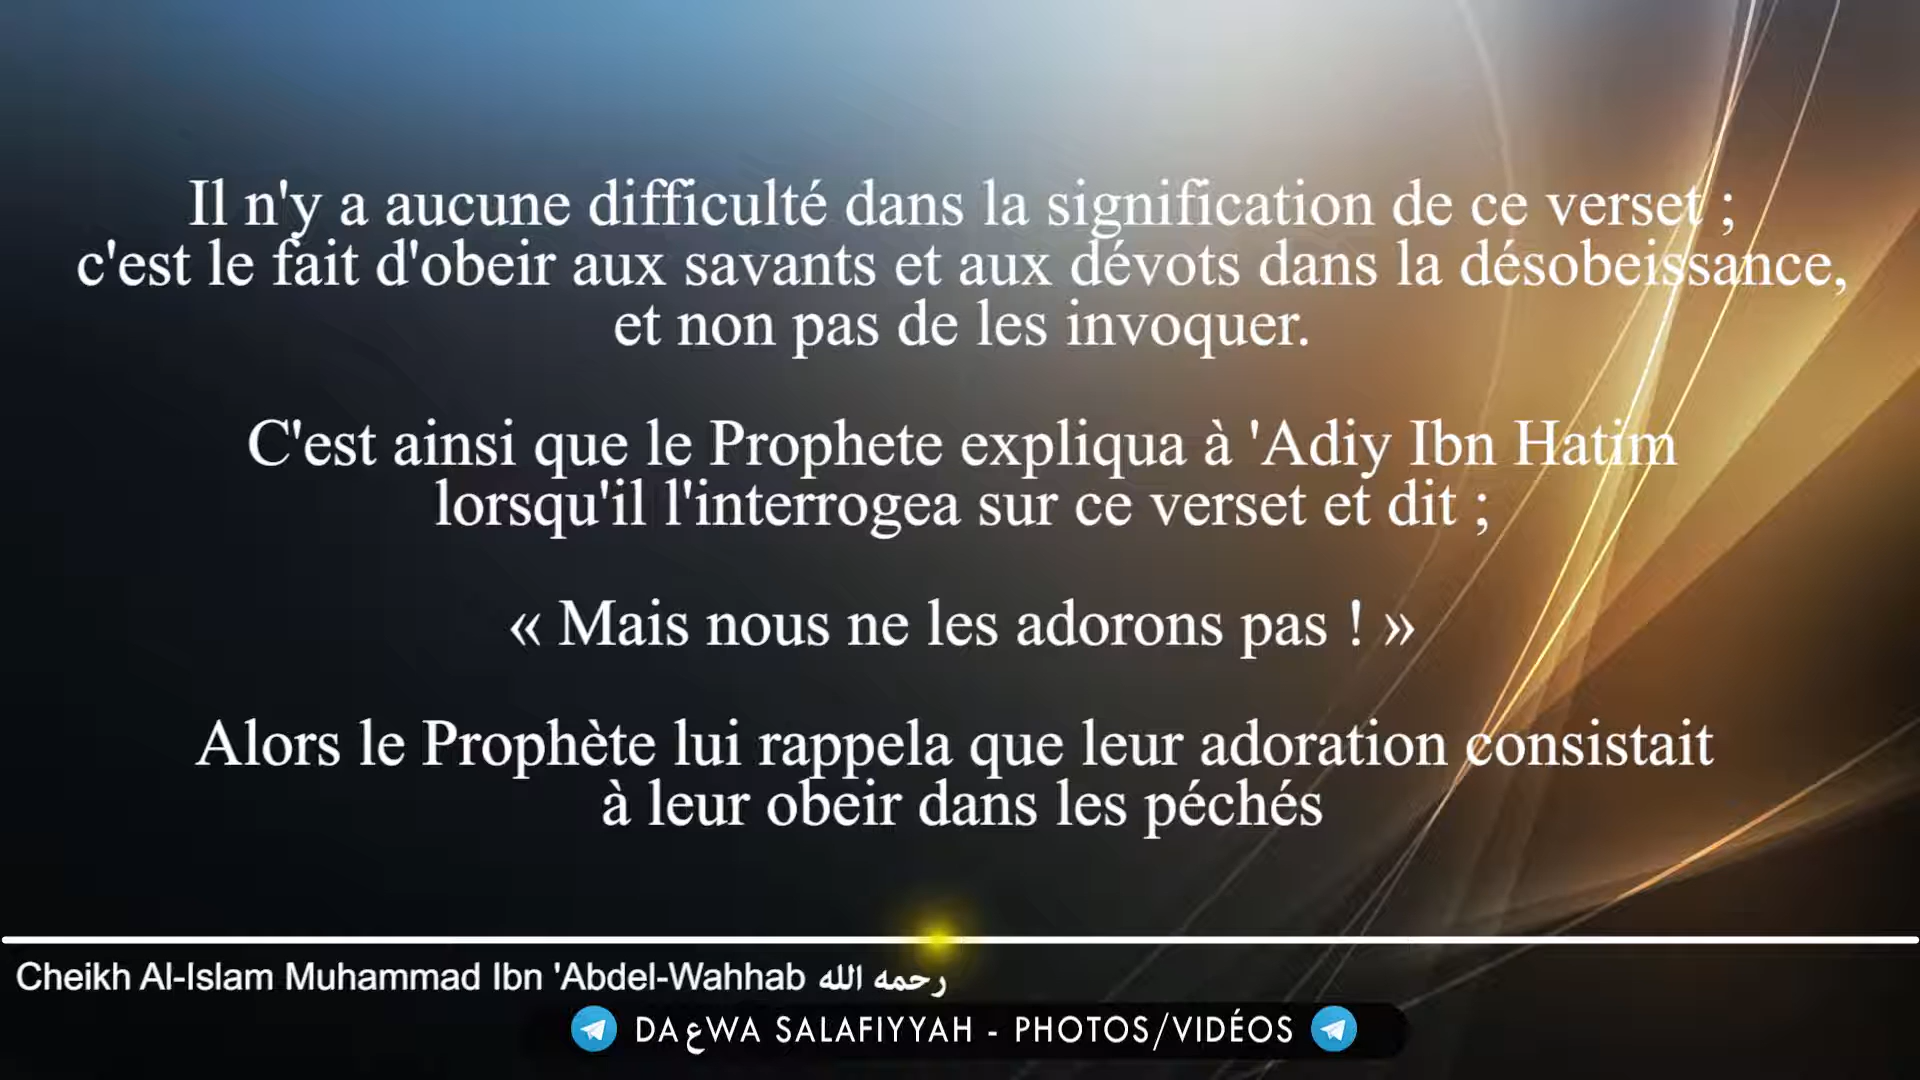 Il n'y a aucune difficulté dans la signification de ce verset ;
c'est le fait d'obeir aux savants et aux dévots dans la désobeissance,
et non pas de les invoquer.
C'est ainsi que le Prophete expliqua à 'Adiy Ibn Hatim
lorsqu'il l'interrogea sur ce verset et dit ;
« Mais nous ne les adorons pas ! »
Alors le Prophète lui rappela que leur adoration consistait
à leur obeir dans les péchés
Cheikh Al-Islam Muhammad Ibn 'Abdel-Wahhab رحمه الله
DAعWA SALAFIYYAH - PHOTOS/VIDÉOS